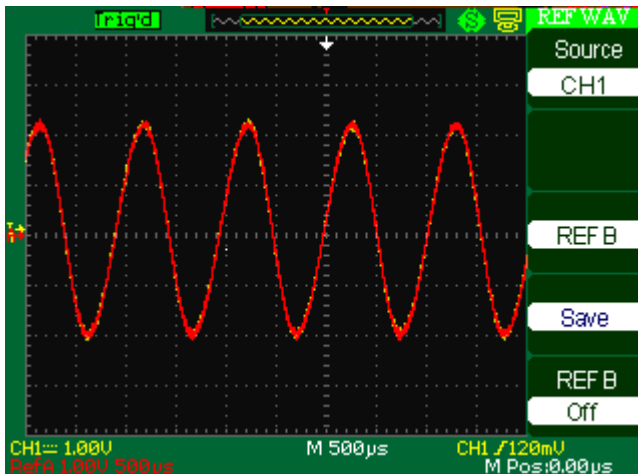 Trig'd
S
REF WAV
Source
CH1
REF B
Save
REF B
Off
CH1 1.00V
M 500µs
CH1 /120mV
RefA 1.00V 500µs
M Pos:0.00µs